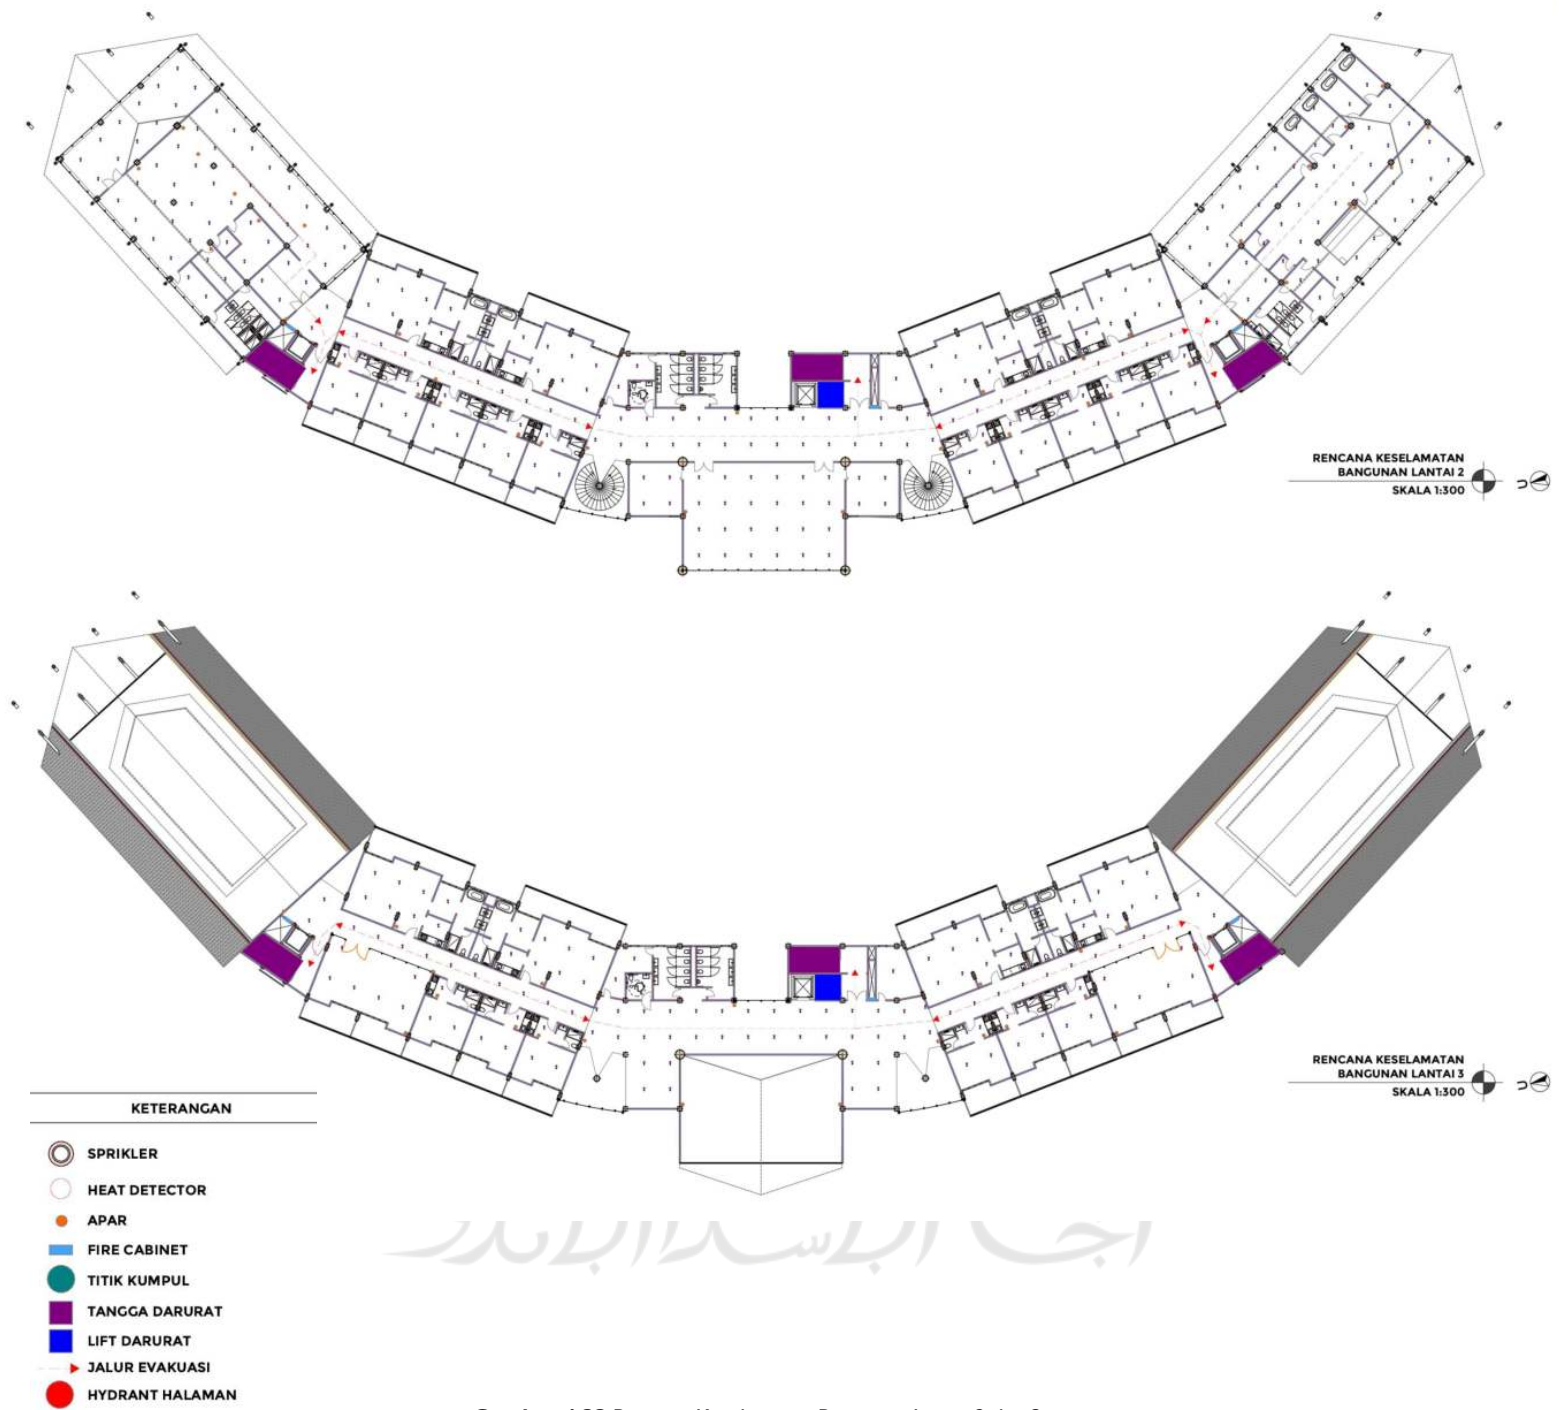 RENCANA KESELAMATAN
BANGUNAN LANTAI 2
SKALA 1:300
U
RENCANA KESELAMATAN
BANGUNAN LANTAI 3
SKALA 1:300
U
KETERANGAN
SPRIKLER
HEAT DETECTOR
APAR
FIRE CABINET
TITIK KUMPUL
TANGGA DARURAT
LIFT DARURAT
JALUR EVAKUASI
HYDRANT HALAMAN